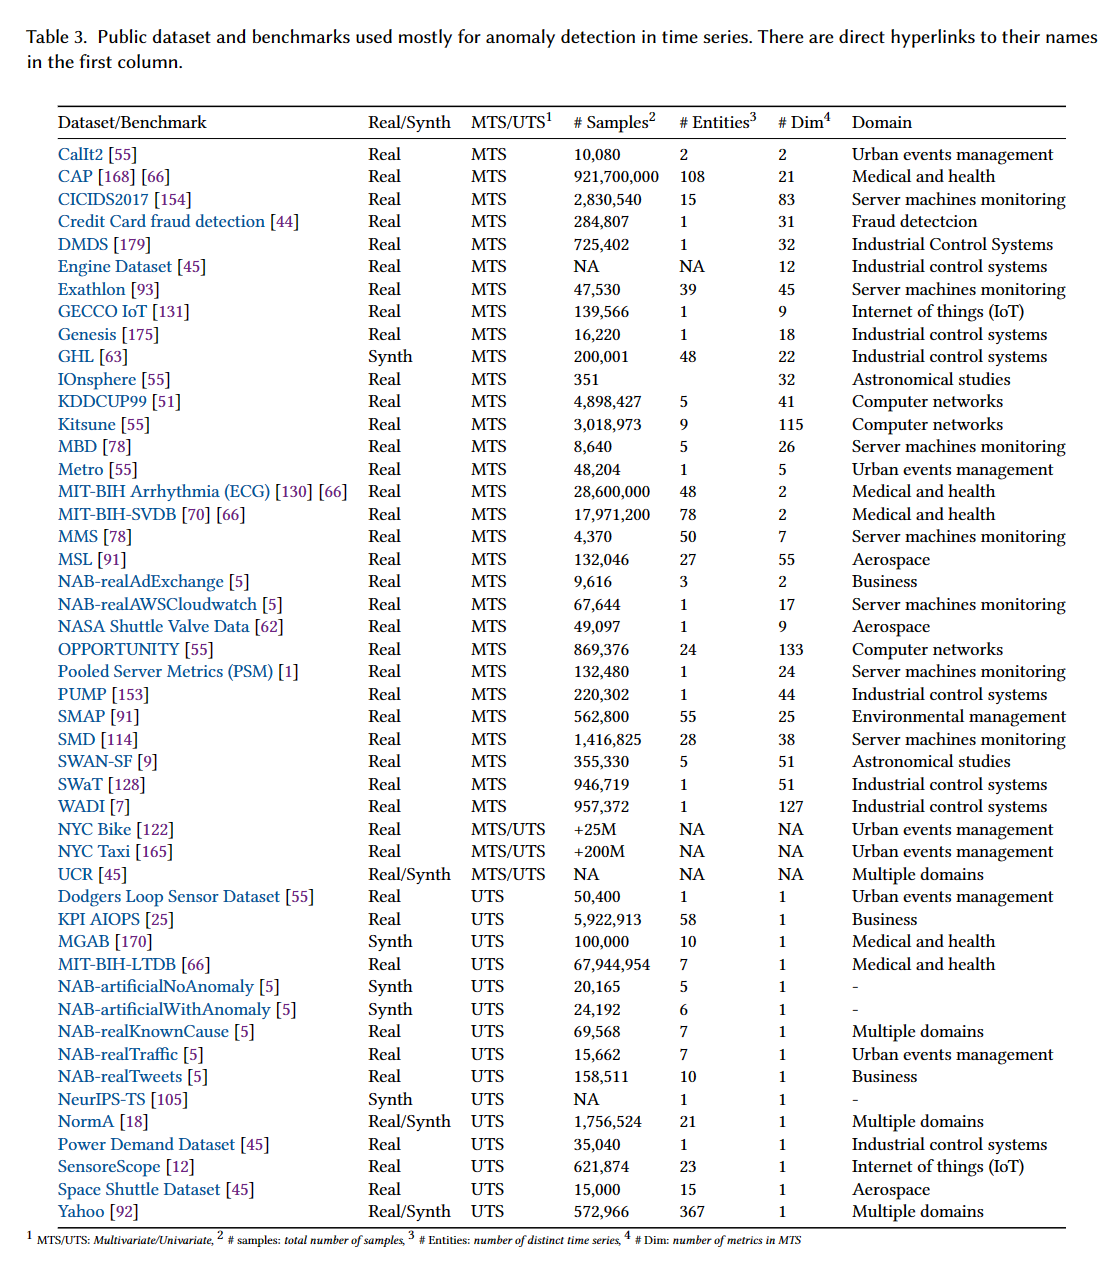 Table 3. Public dataset and benchmarks used mostly for anomaly detection in time series. There are direct hyperlinks to their names
in the first column.
Dataset/Benchmark Real/Synth MTS/UTS1 # Samples2 # Entities3 # Dim4 Domain
CalIt2 [55] Real MTS 10,080 2 2 Urban events management
CAP [168] [66] Real MTS 921,700,000 108 21 Medical and health
CICIDS2017 [154] Real MTS 2,830,540 15 83 Server machines monitoring
Credit Card fraud detection [44] Real MTS 284,807 1 31 Fraud detectcion
DMDS [179] Real MTS 725,402 1 32 Industrial Control Systems
Engine Dataset [45] Real MTS NA NA 12 Industrial control systems
Exathlon [93] Real MTS 47,530 39 45 Server machines monitoring
GECCO IoT [131] Real MTS 139,566 1 9 Internet of things (IoT)
Genesis [175] Real MTS 16,220 1 18 Industrial control systems
GHL [63] Synth MTS 200,001 48 22 Industrial control systems
IOnsphere [55] Real MTS 351 32 Astronomical studies
KDDCUP99 [51] Real MTS 4,898,427 5 41 Computer networks
Kitsune [55] Real MTS 3,018,973 9 115 Computer networks
MBD [78] Real MTS 8,640 5 26 Server machines monitoring
Metro [55] Real MTS 48,204 1 5 Urban events management
MIT-BIH Arrhythmia (ECG) [130] [66] Real MTS 28,600,000 48 2 Medical and health
MIT-BIH-SVDB [70] [66] Real MTS 17,971,200 78 2 Medical and health
MMS [78] Real MTS 4,370 50 7 Server machines monitoring
MSL [91] Real MTS 132,046 27 55 Aerospace
NAB-realAdExchange [5] Real MTS 9,616 3 2 Business
NAB-realAWSCloudwatch [5] Real MTS 67,644 1 17 Server machines monitoring
NASA Shuttle Valve Data [62] Real MTS 49,097 1 9 Aerospace
OPPORTUNITY [55] Real MTS 869,376 24 133 Computer networks
Pooled Server Metrics (PSM) [1] Real MTS 132,480 1 24 Server machines monitoring
PUMP [153] Real MTS 220,302 1 44 Industrial control systems
SMAP [91] Real MTS 562,800 55 25 Environmental management
SMD [114] Real MTS 1,416,825 28 38 Server machines monitoring
SWAN-SF [9] Real MTS 355,330 5 51 Astronomical studies
SWaT [128] Real MTS 946,719 1 51 Industrial control systems
WADI [7] Real MTS 957,372 1 127 Industrial control systems
NYC Bike [122] Real MTS/UTS +25M NA NA Urban events management
NYC Taxi [165] Real MTS/UTS +200M NA NA Urban events management
UCR [45] Real/Synth MTS/UTS NA NA NA Multiple domains
Dodgers Loop Sensor Dataset [55] Real UTS 50,400 1 1 Urban events management
KPI AIOPS [25] Real UTS 5,922,913 58 1 Business
MGAB [170] Synth UTS 100,000 10 1 Medical and health
MIT-BIH-LTDB [66] Real UTS 67,944,954 7 1 Medical and health
NAB-artificialNoAnomaly [5] Synth UTS 20,165 5 1 -
NAB-artificialWithAnomaly [5] Synth UTS 24,192 6 1 -
NAB-realKnownCause [5] Real UTS 69,568 7 1 Multiple domains
NAB-realTraffic [5] Real UTS 15,662 7 1 Urban events management
NAB-realTweets [5] Real UTS 158,511 10 1 Business
NeurIPS-TS [105] Synth UTS NA 1 1 -
NormA [18] Real/Synth UTS 1,756,524 21 1 Multiple domains
Power Demand Dataset [45] Real UTS 35,040 1 1 Industrial control systems
SensoreScope [12] Real UTS 621,874 23 1 Internet of things (IoT)
Space Shuttle Dataset [45] Real UTS 15,000 15 1 Aerospace
Yahoo [92] Real/Synth UTS 572,966 367 1 Multiple domains
1 MTS/UTS: Multivariate/Univariate, 2 # samples: total number of samples, 3 # Entities: number of distinct time series, 4 # Dim: number of metrics in MTS